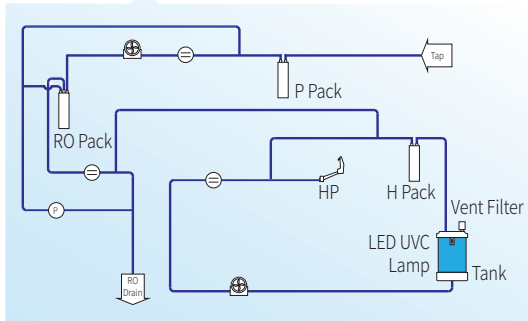 Tap
P Pack
RO Pack
HP
H Pack
Vent Filter
LED UVC
Lamp
Tank
P
RO
Drain